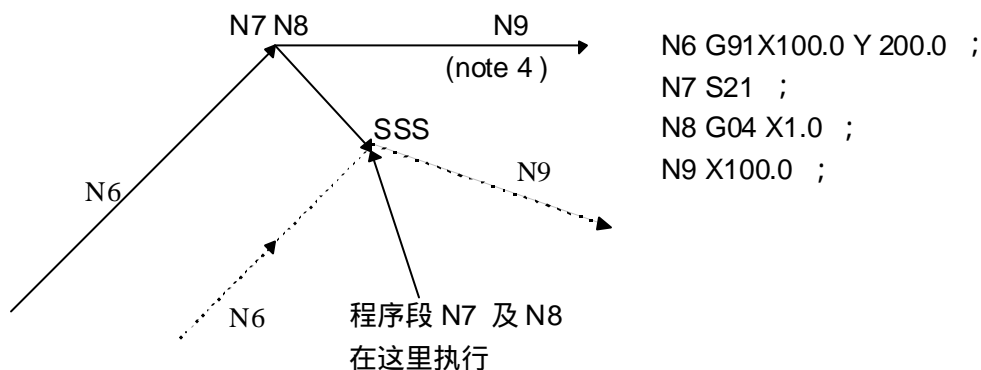 N7 N8
N9
(note 4 )
SSS
N9
N6
N6
程序段 N7 及 N8
在这里执行
N6 G91X100.0 Y 200.0 ;
N7 S21 ;
N8 G04 X1.0 ;
N9 X100.0 ;